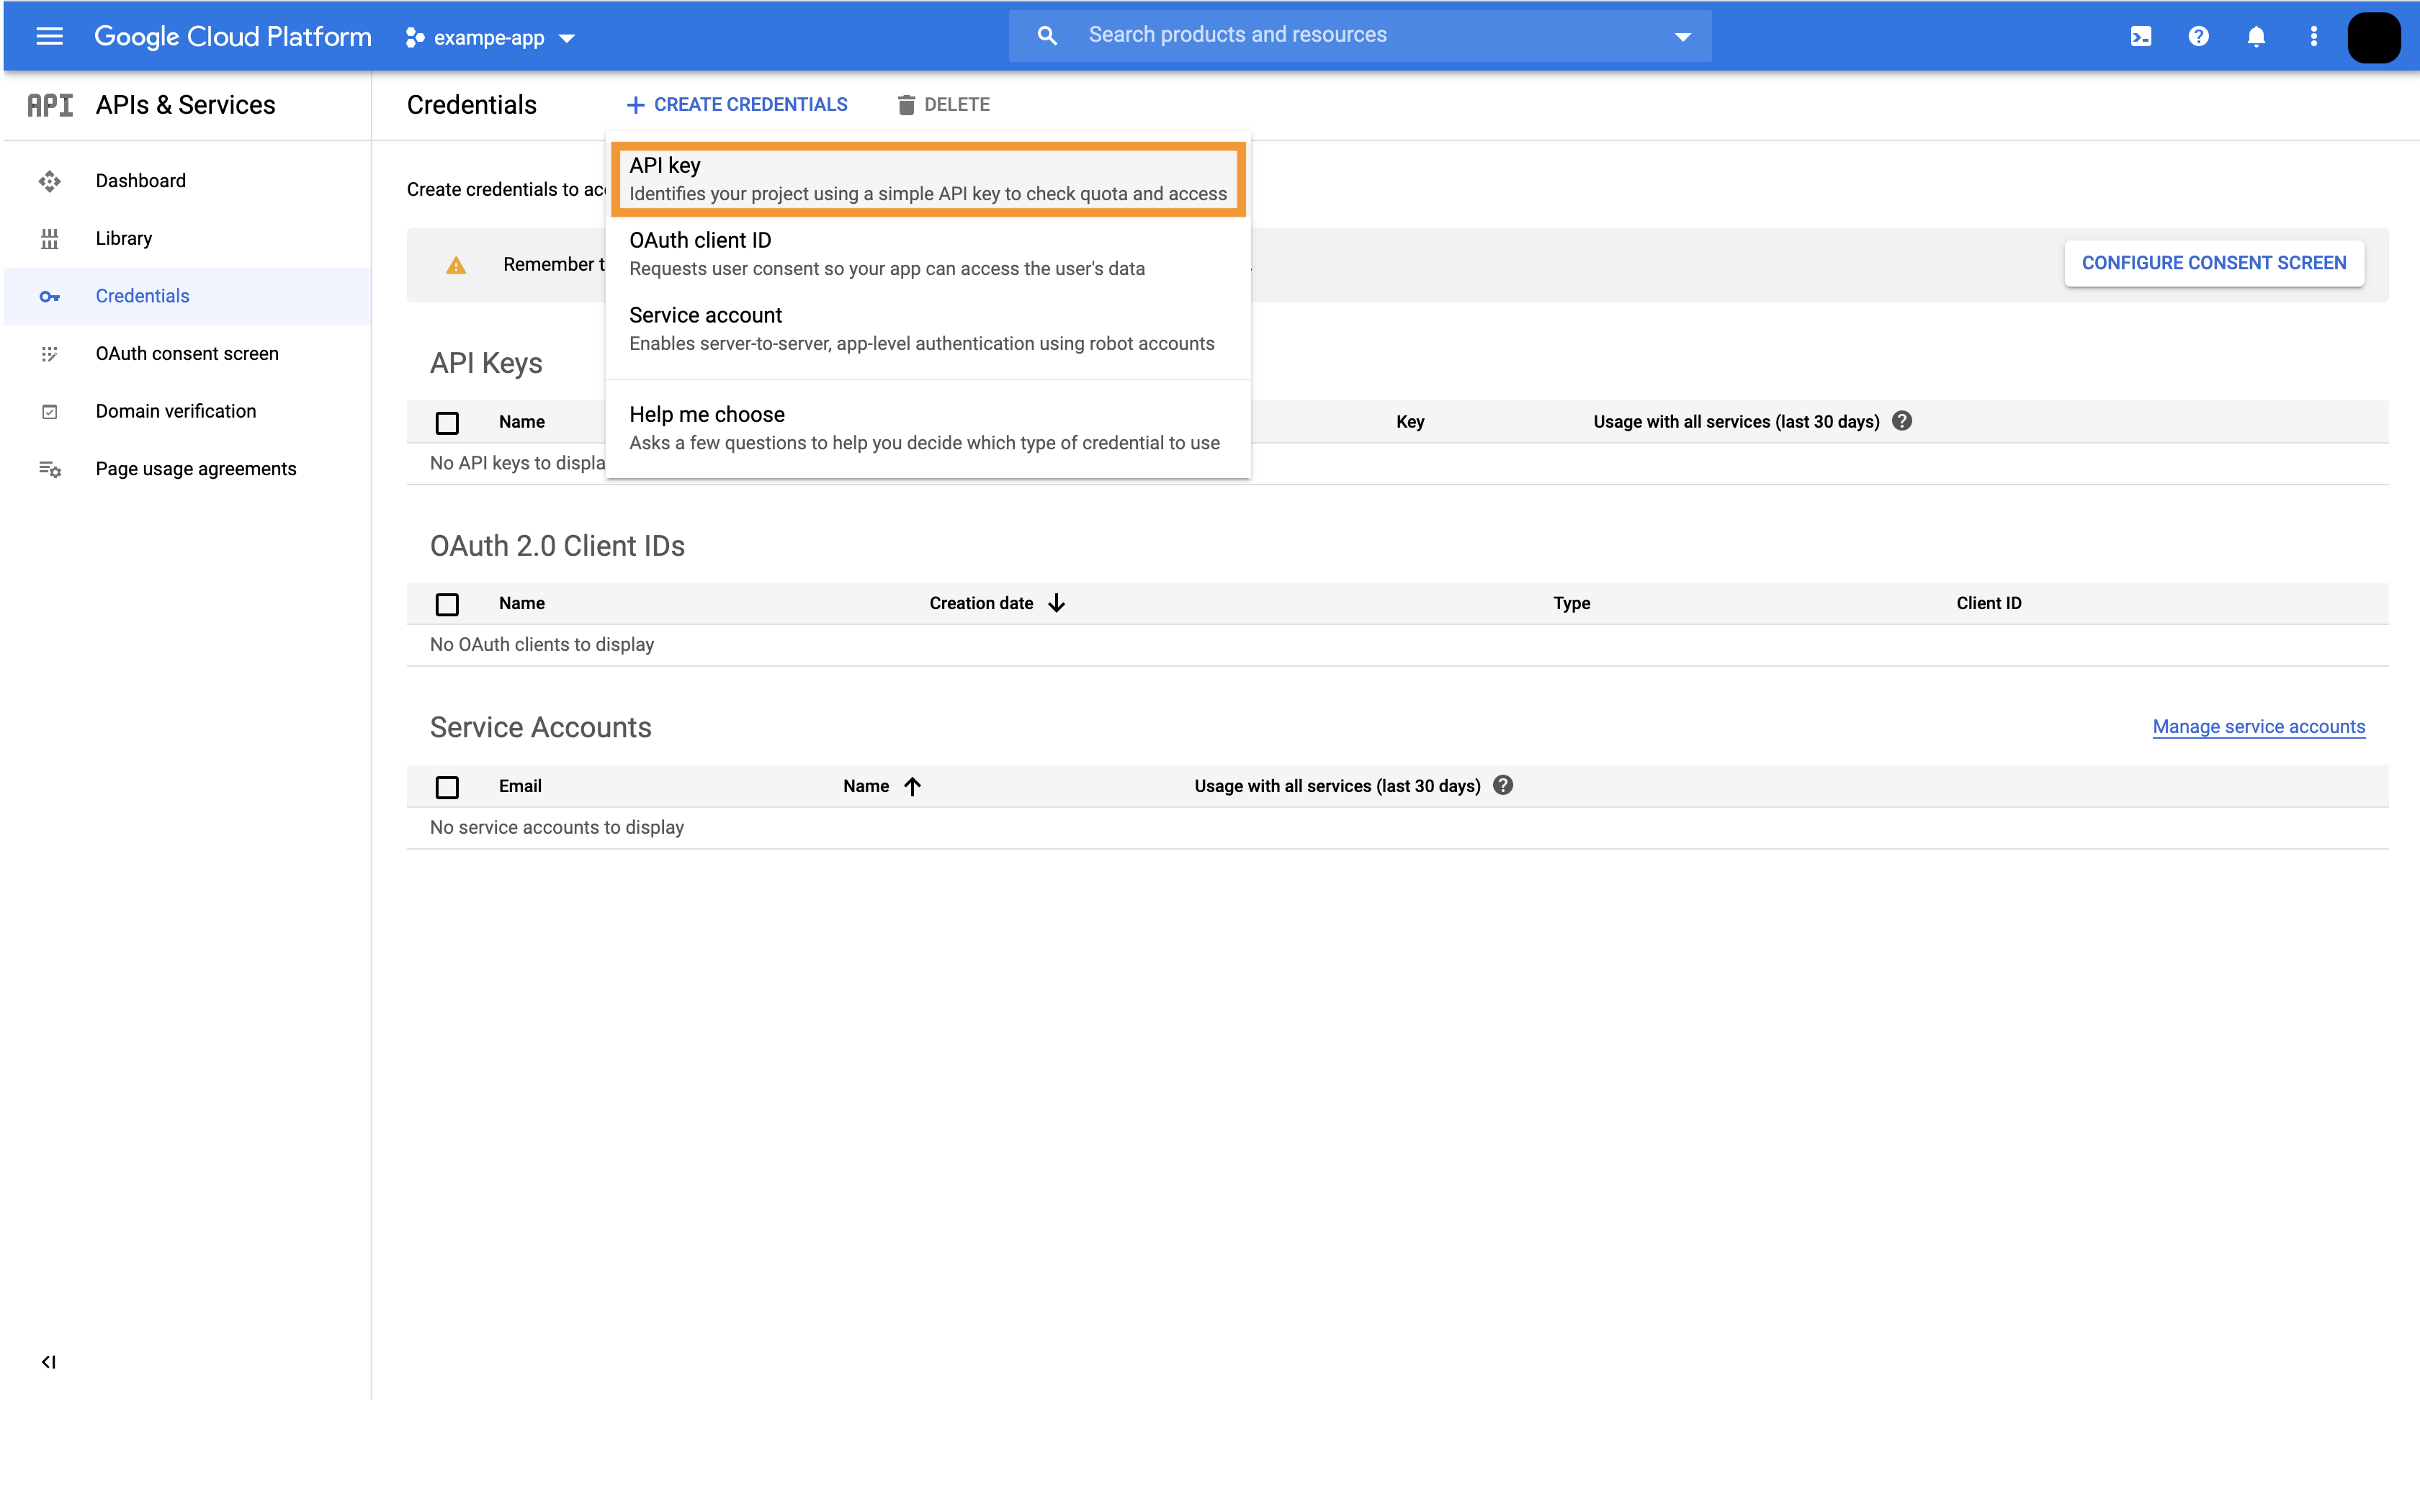 Google Cloud Platform
exampe-app
Search products and resources
API APIs & Services
Credentials
CREATE CREDENTIALS
DELETE
Dashboard
Library
Credentials
OAuth consent screen
Domain verification
Page usage agreements
Create credentials to acc
API key
Identifies your project using a simple API key to check quota and access
OAuth client ID
Requests user consent so your app can access the user's data
Service account
Enables server-to-server, app-level authentication using robot accounts
Help me choose
Asks a few questions to help you decide which type of credential to use
Remember t
CONFIGURE CONSENT SCREEN
API Keys
Name Key Usage with all services (last 30 days)
No API keys to displa
OAuth 2.0 Client IDs
Name Creation date Type Client ID
No OAuth clients to display
Service Accounts
Manage service accounts
Email Name Usage with all services (last 30 days)
No service accounts to display